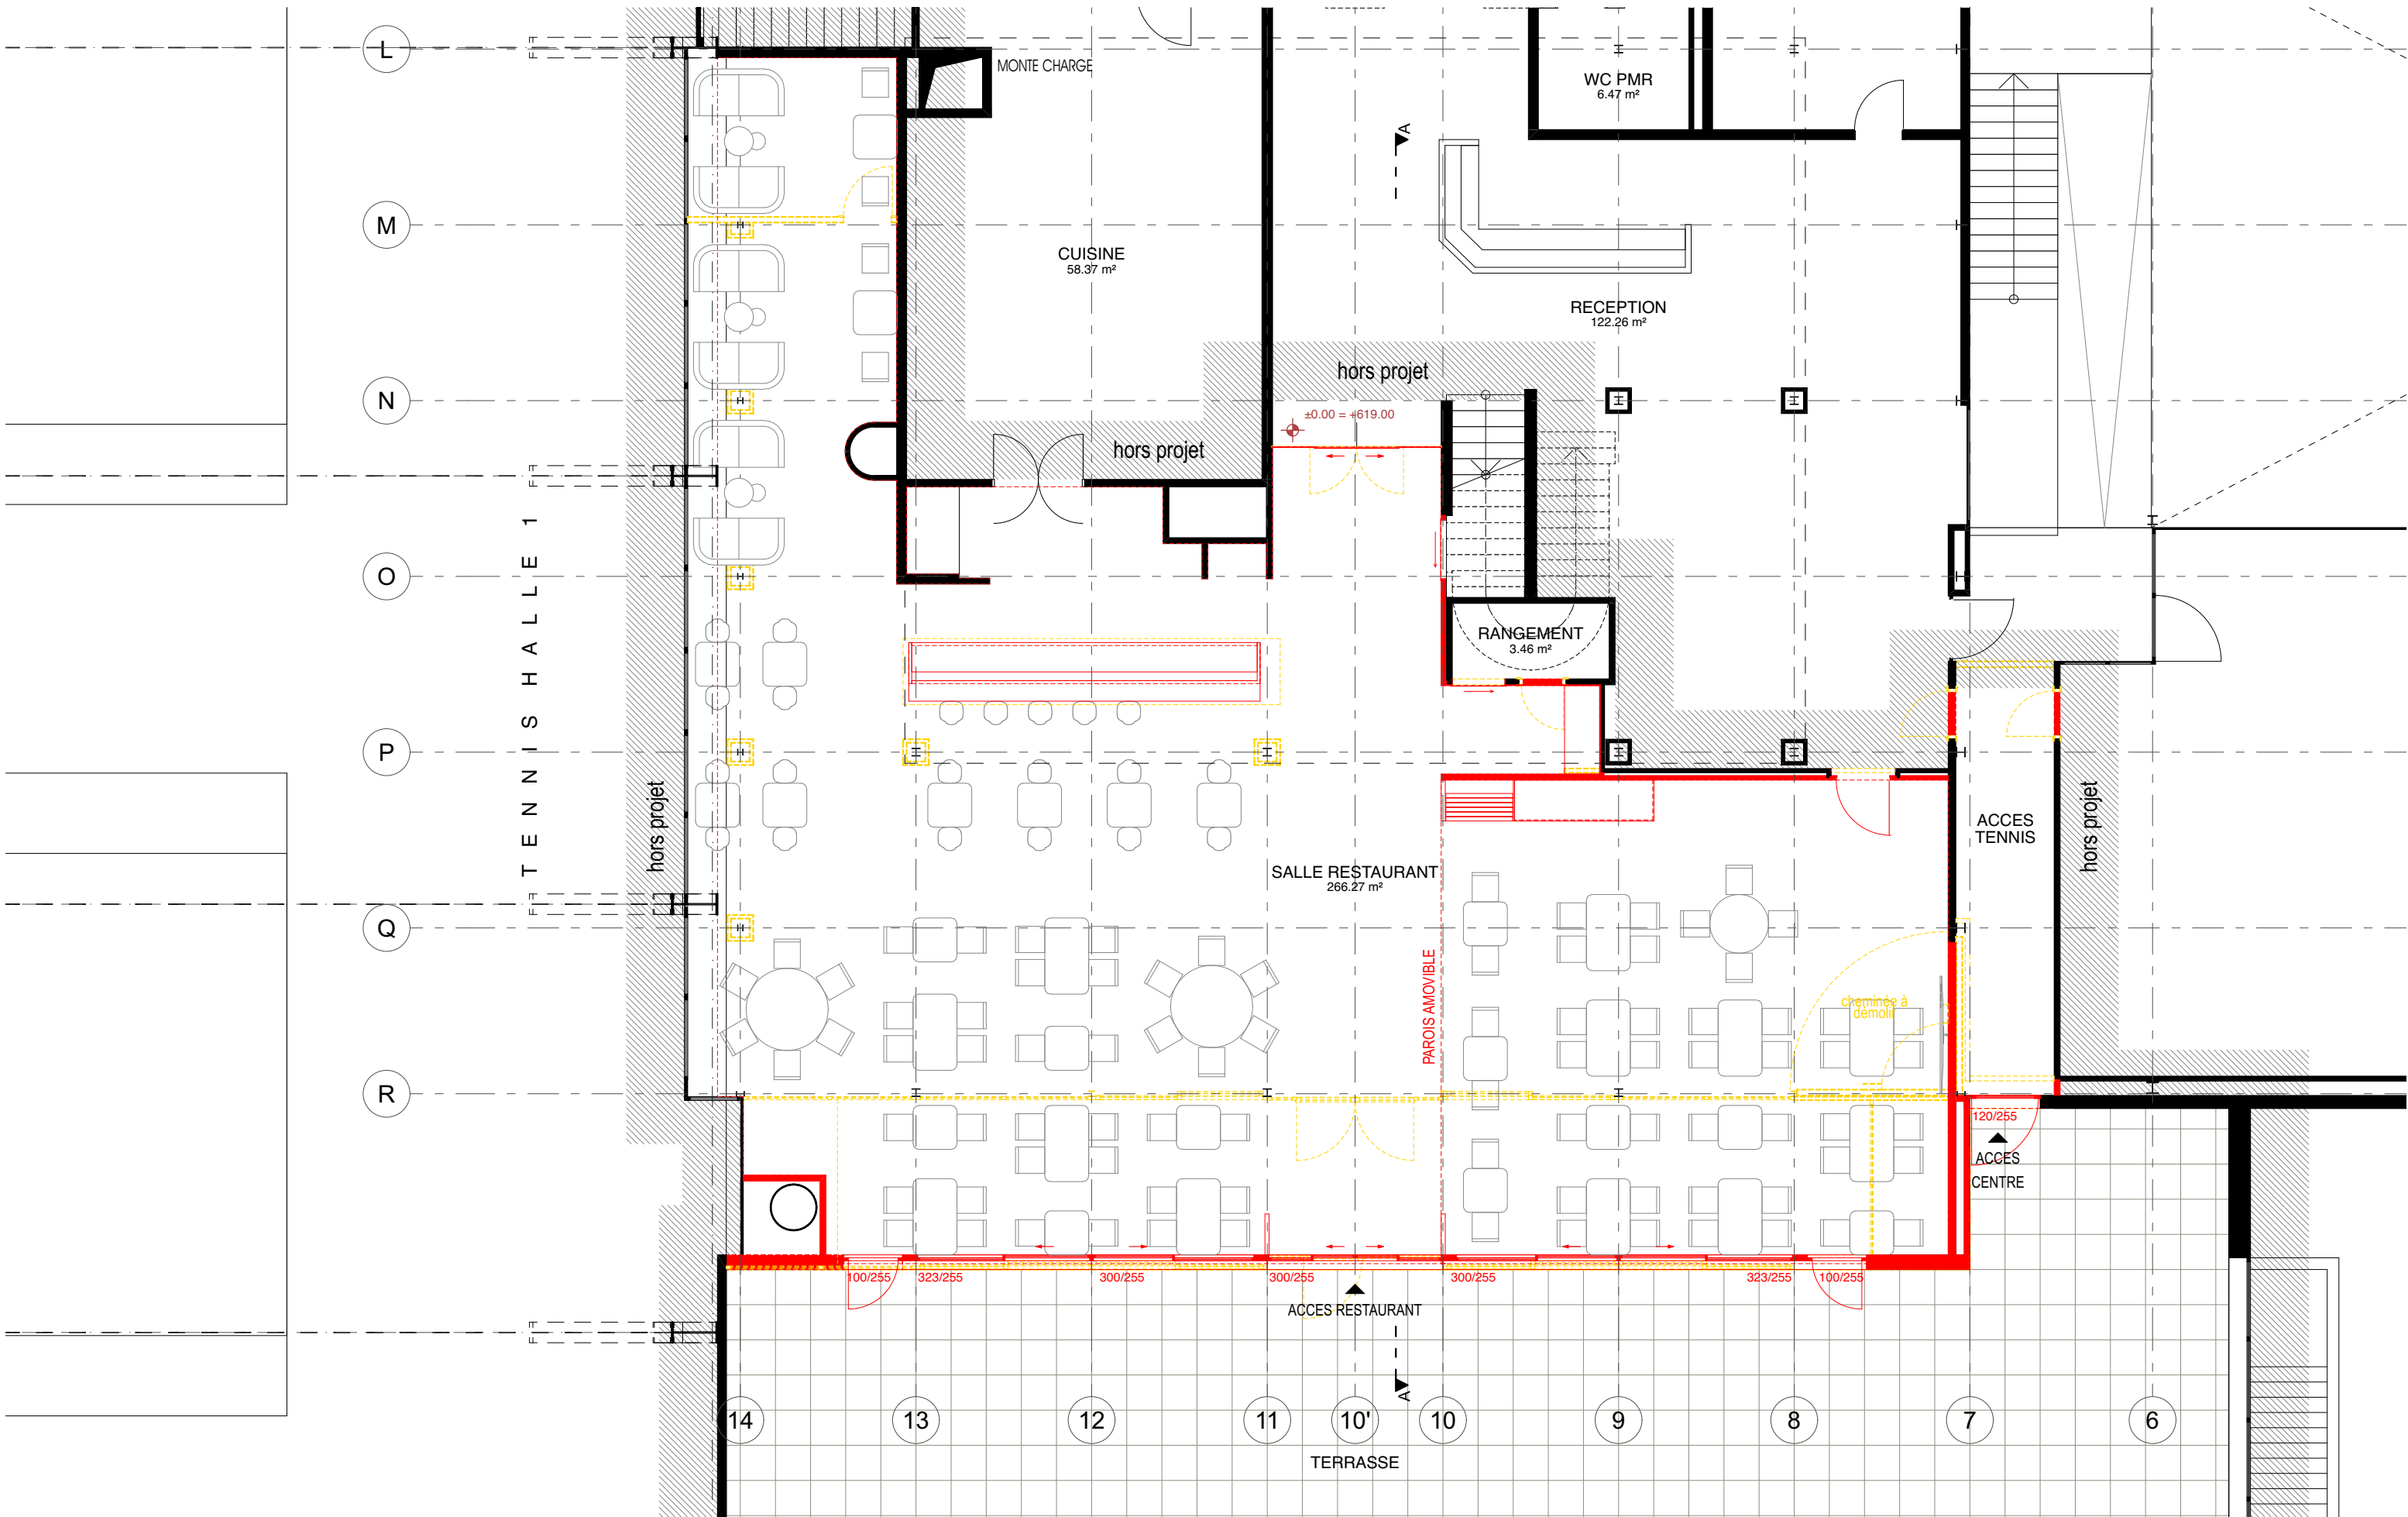 L
MONTE CHARGE
WC PMR
6.47 m²
A
M
CUISINE
58.37 m²
RECEPTION
122.26 m²
hors projet
N
±0.00 = +619.00
hors projet
TENNISHALLE 1
O
RANGEMENT
3.46 m²
P
hors projet
ACCES
TENNIS
hors projet
SALLE RESTAURANT
266.27 m²
Q
PAROIS AMOVIBLE
cheminée à
démolir
R
120/255
ACCES
CENTRE
100/255
323/255
300/255
300/255
300/255
323/255
100/255
ACCES RESTAURANT
A
14
13
12
11
10'
10
9
8
7
6
TERRASSE